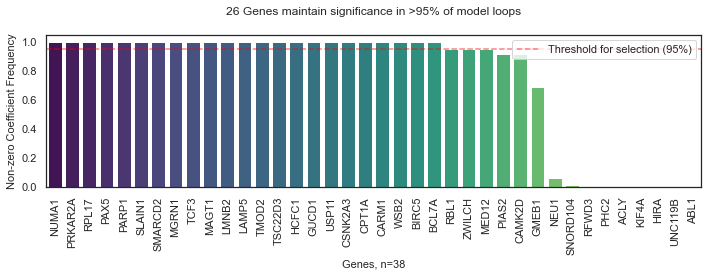 26 Genes maintain significance in >95% of model loops
Non-zero Coefficient Frequency
1.0
0.8
0.6
0.4
0.2
0.0
Threshold for selection (95%)
NUMA1
PRKAR2A
RPL17
PAX5
PARP1
SLAIN1
SMARCD2
MGRN1
TCF3
MAGT1
LMNB2
LAMP5
TMOD2
TSC22D3
HCFC1
GUCD1
USP11
CSNK2A3
CPT1A
CARM1
WSB2
BIRC5
BCL7A
RBL1
ZWILCH
MED12
PIAS2
CAMK2D
GMEB1
NEU1
SNORD104
RFWD3
PHC2
ACLY
KIF4A
HIRA
UNC119B
ABL1
Genes, n=38